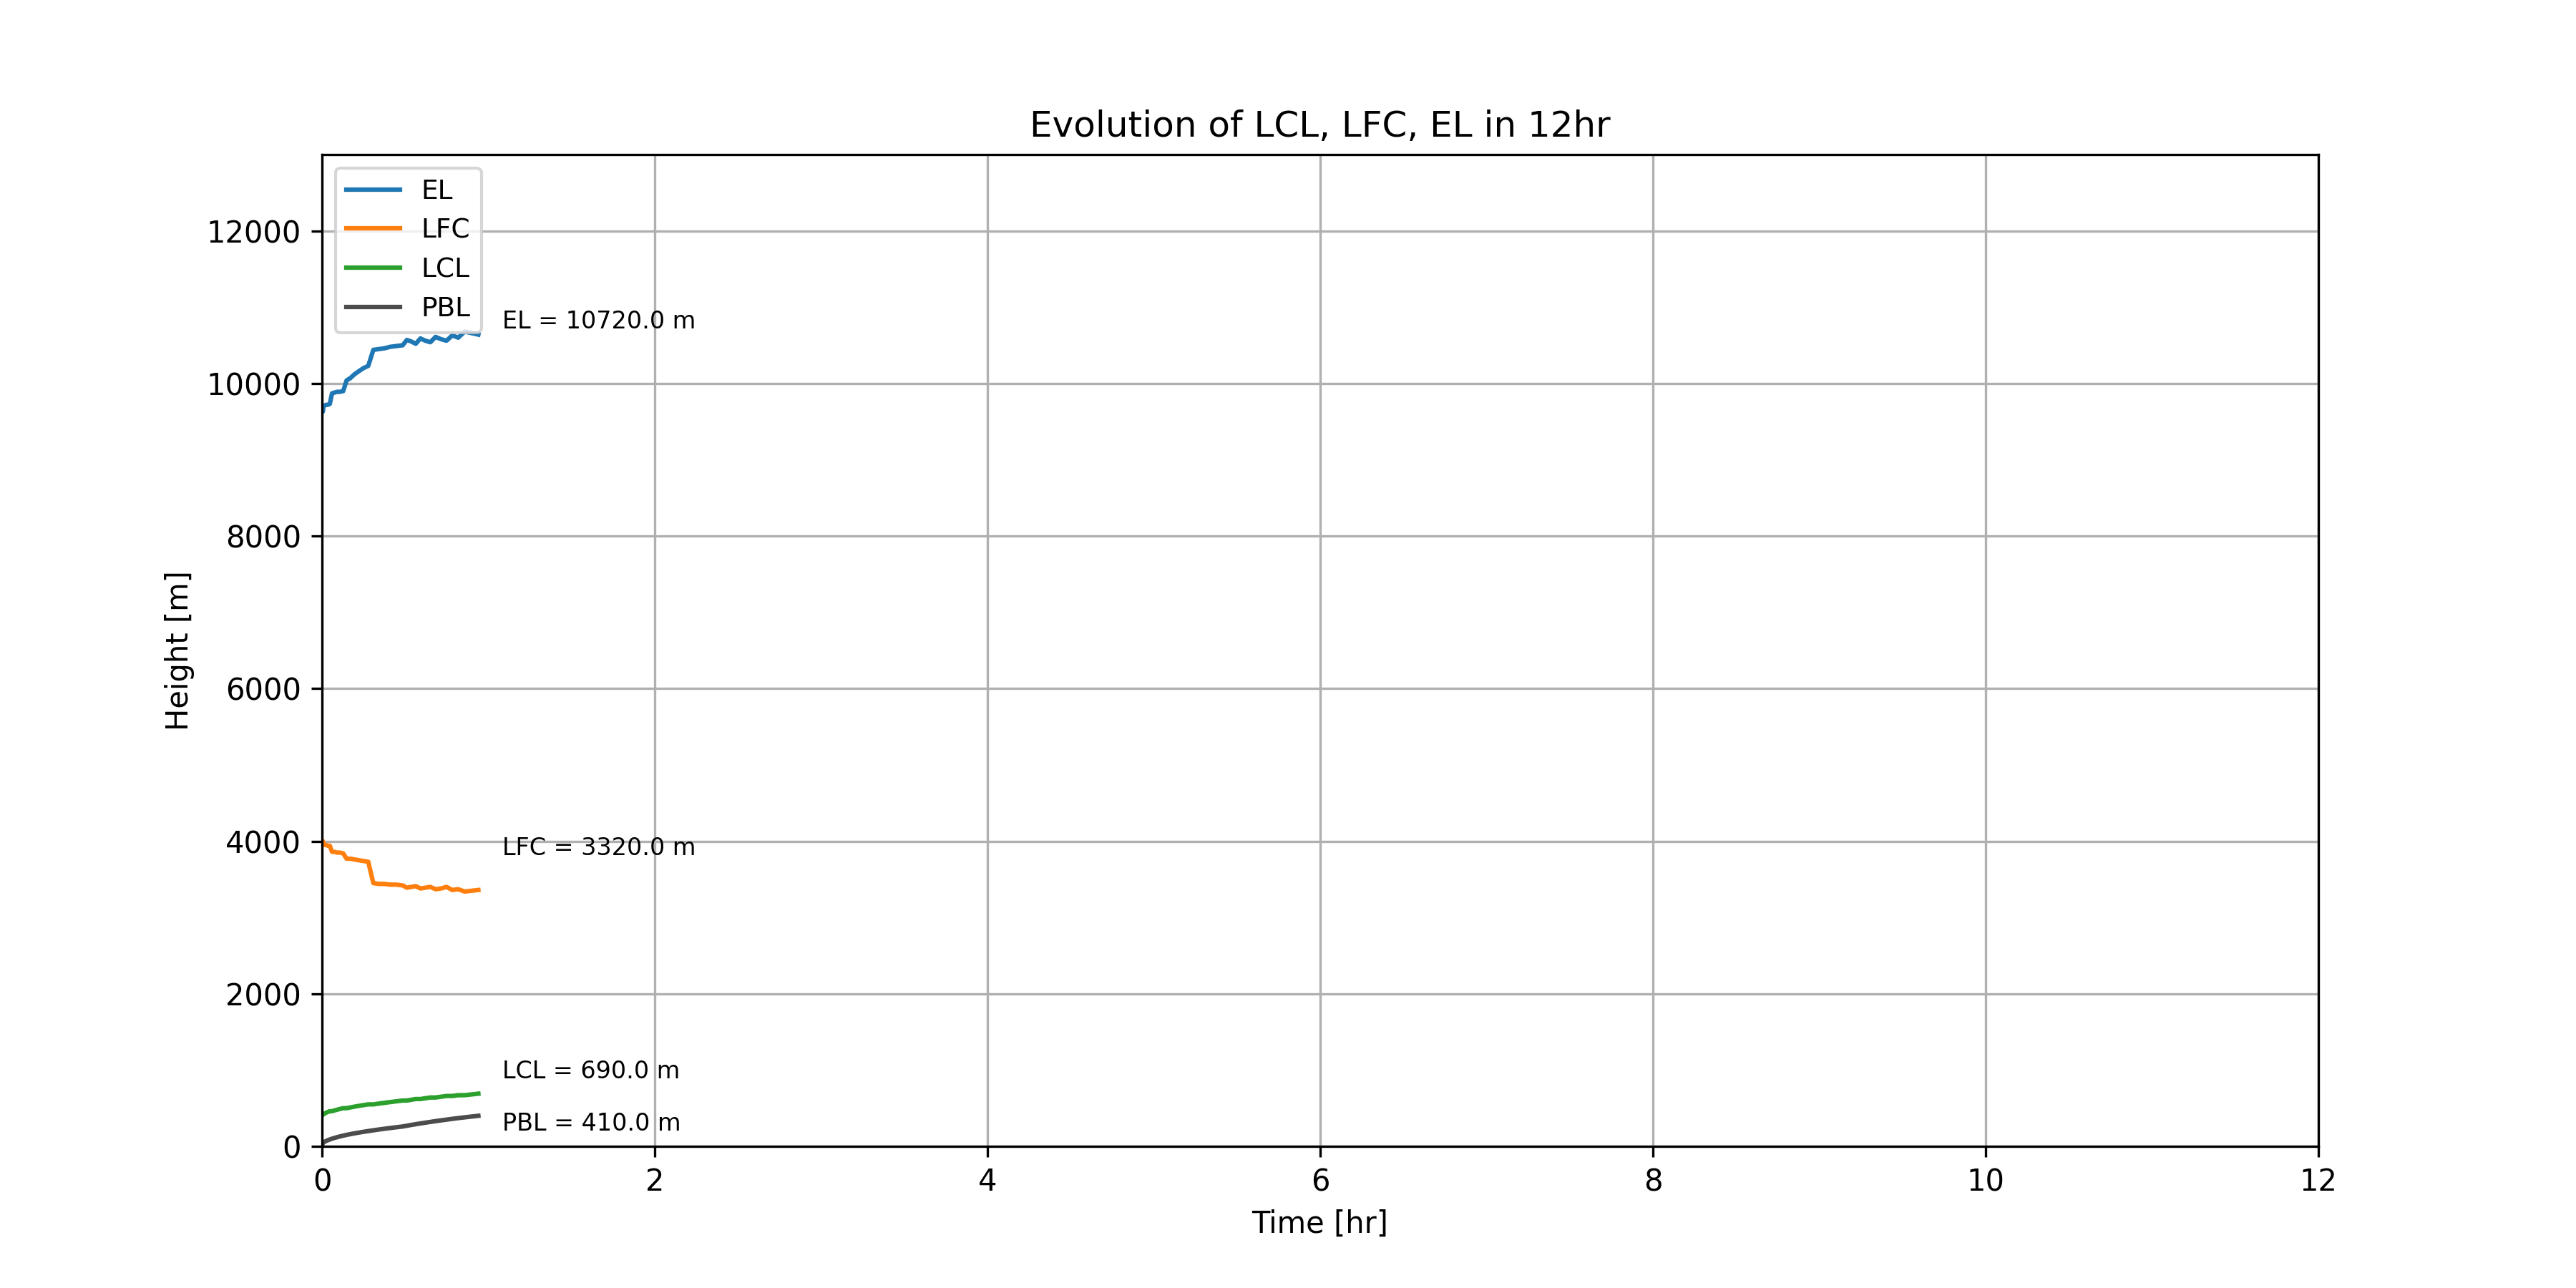 Evolution of LCL, LFC, EL in 12hr
EL
LFC
LCL
PBL
12000
10000
8000
6000
4000
2000
0
Height [m]
EL = 10720.0 m
LFC = 3320.0 m
LCL = 690.0 m
PBL = 410.0 m
0 2 4 6 8 10 12
Time [hr]